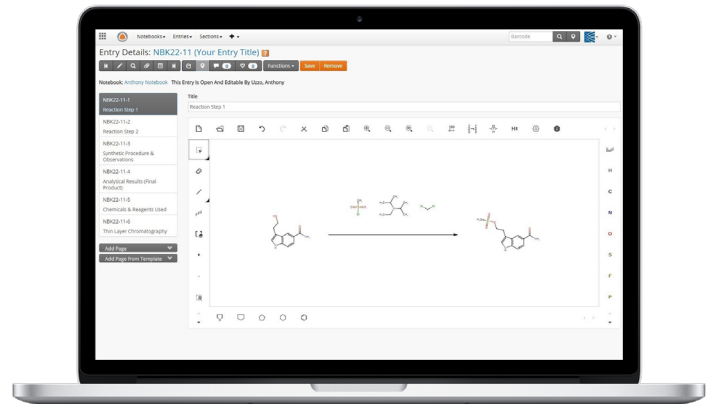 Notebooks
Entries
Sections
Barcode
Entry Details: NBK22-11 (Your Entry Title)
0
0
Functions
Save
Remove
Notebook: Anthony Notebook This Entry Is Open And Editable By Uzzo, Anthony
NBK22-11-1
Reaction Step 1
NBK22-11-2
Reaction Step 2
NBK22-11-3
Synthetic Procedure &
Observations
NBK22-11-4
Analytical Results (Final
Product)
NBK22-11-5
Chemicals & Reagents Used
NBK22-11-6
Thin Layer Chromatography
Add Page
Add Page from Template
Title
Reaction Step 1
H
C
N
O
S
F
P